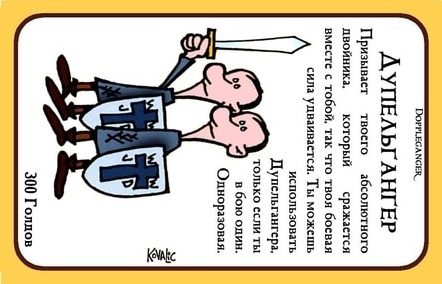 DOPPLEGANGER
ДУПЕЛЬГАНГЕР
Призывает твоего абсолютного
двойника, который сражается
вместе с тобой, так что твоя боевая
сила удваивается. Ты можешь
использовать
Дупельгангера,
только если ты
в бою один.
Одноразовая.
KOVALIC
W W
J D
W W
J D
300 Голдов